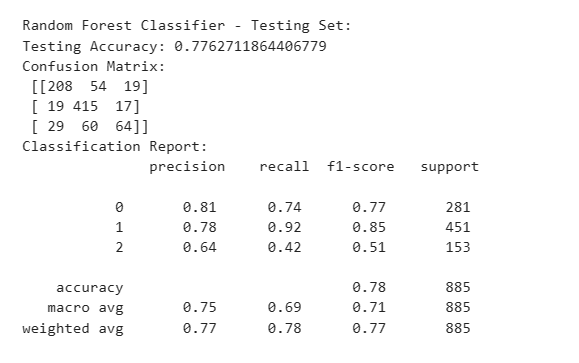 Random Forest Classifier - Testing Set:
Testing Accuracy: 0.7762711864406779
Confusion Matrix:
[[208  54  19]
[ 19 415  17]
[ 29  60  64]]
Classification Report:
precision    recall  f1-score   support
0       0.81      0.74      0.77       281
1       0.78      0.92      0.85       451
2       0.64      0.42      0.51       153
accuracy                           0.78       885
macro avg       0.75      0.69      0.71       885
weighted avg       0.77      0.78      0.77       885